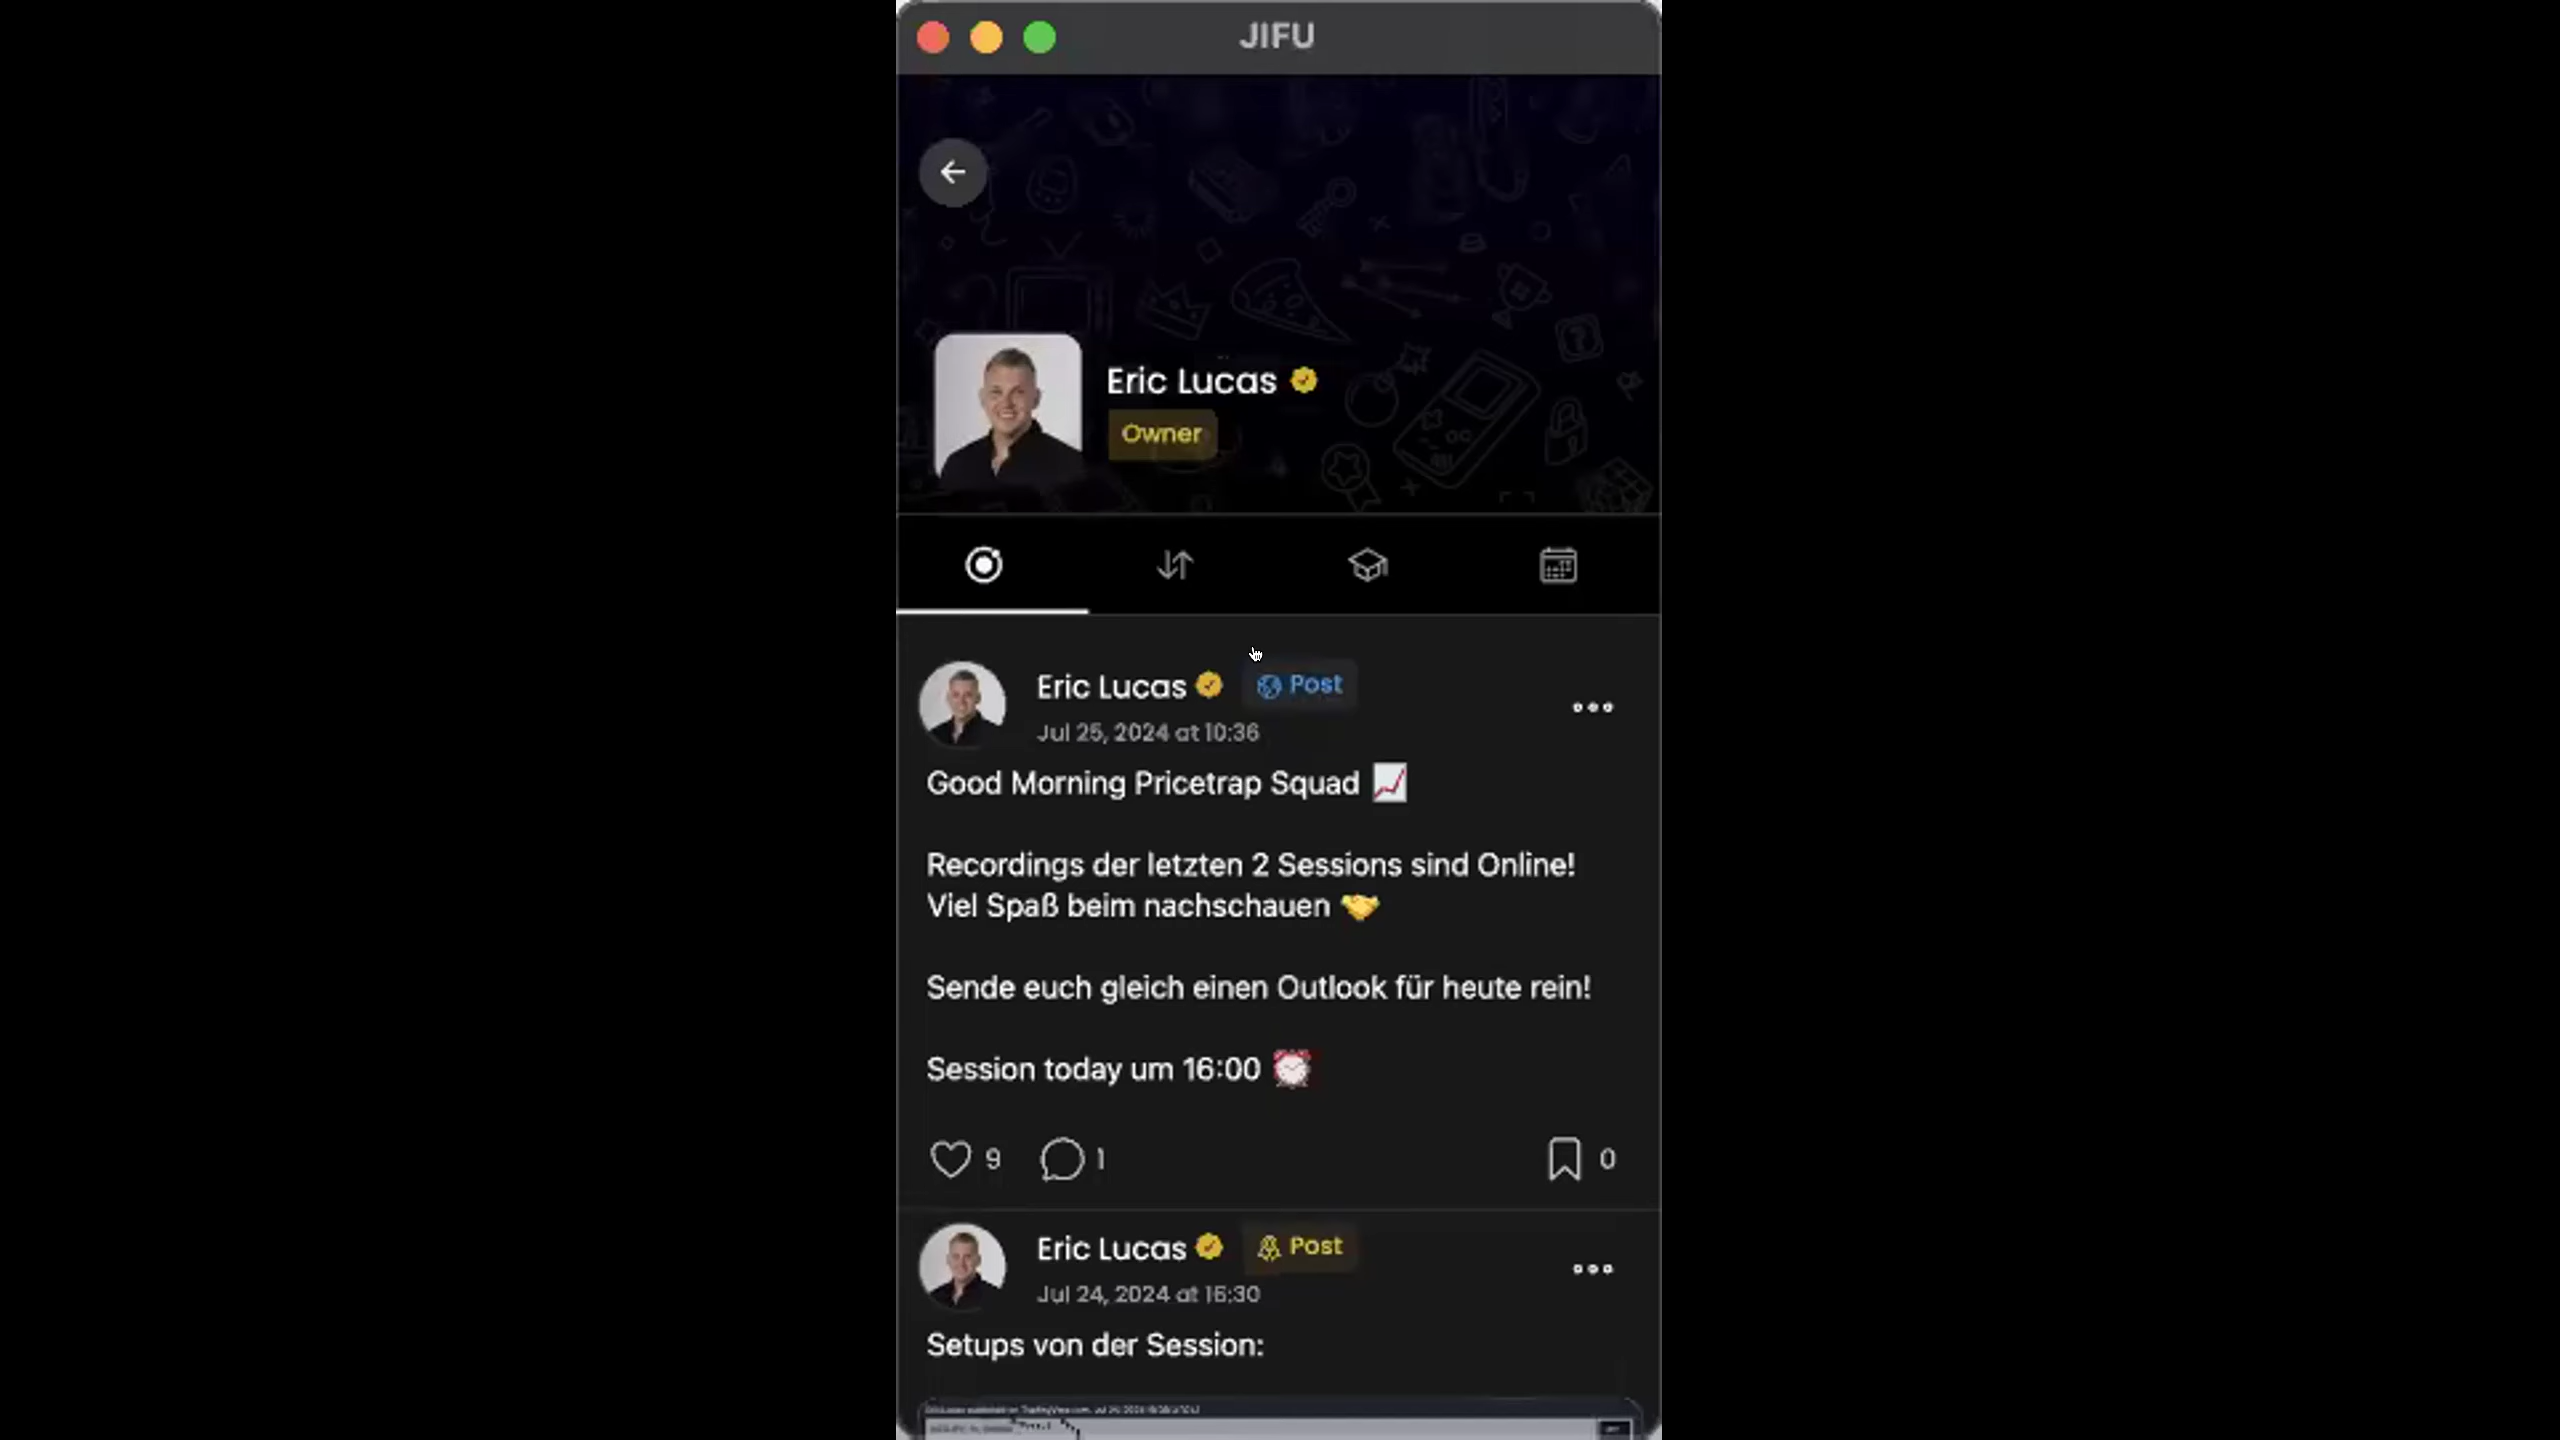 JIFU
Eric Lucas
Owner
Eric Lucas Post
Jul 25, 2024 at 10:36
Good Morning Pricetrap Squad
Recordings der letzten 2 Sessions sind Online!
Viel Spaß beim nachschauen
Sende euch gleich einen Outlook für heute rein!
Session today um 16:00
9 1 0
Eric Lucas Post
Jul 24, 2024 at 16:30
Setups von der Session: